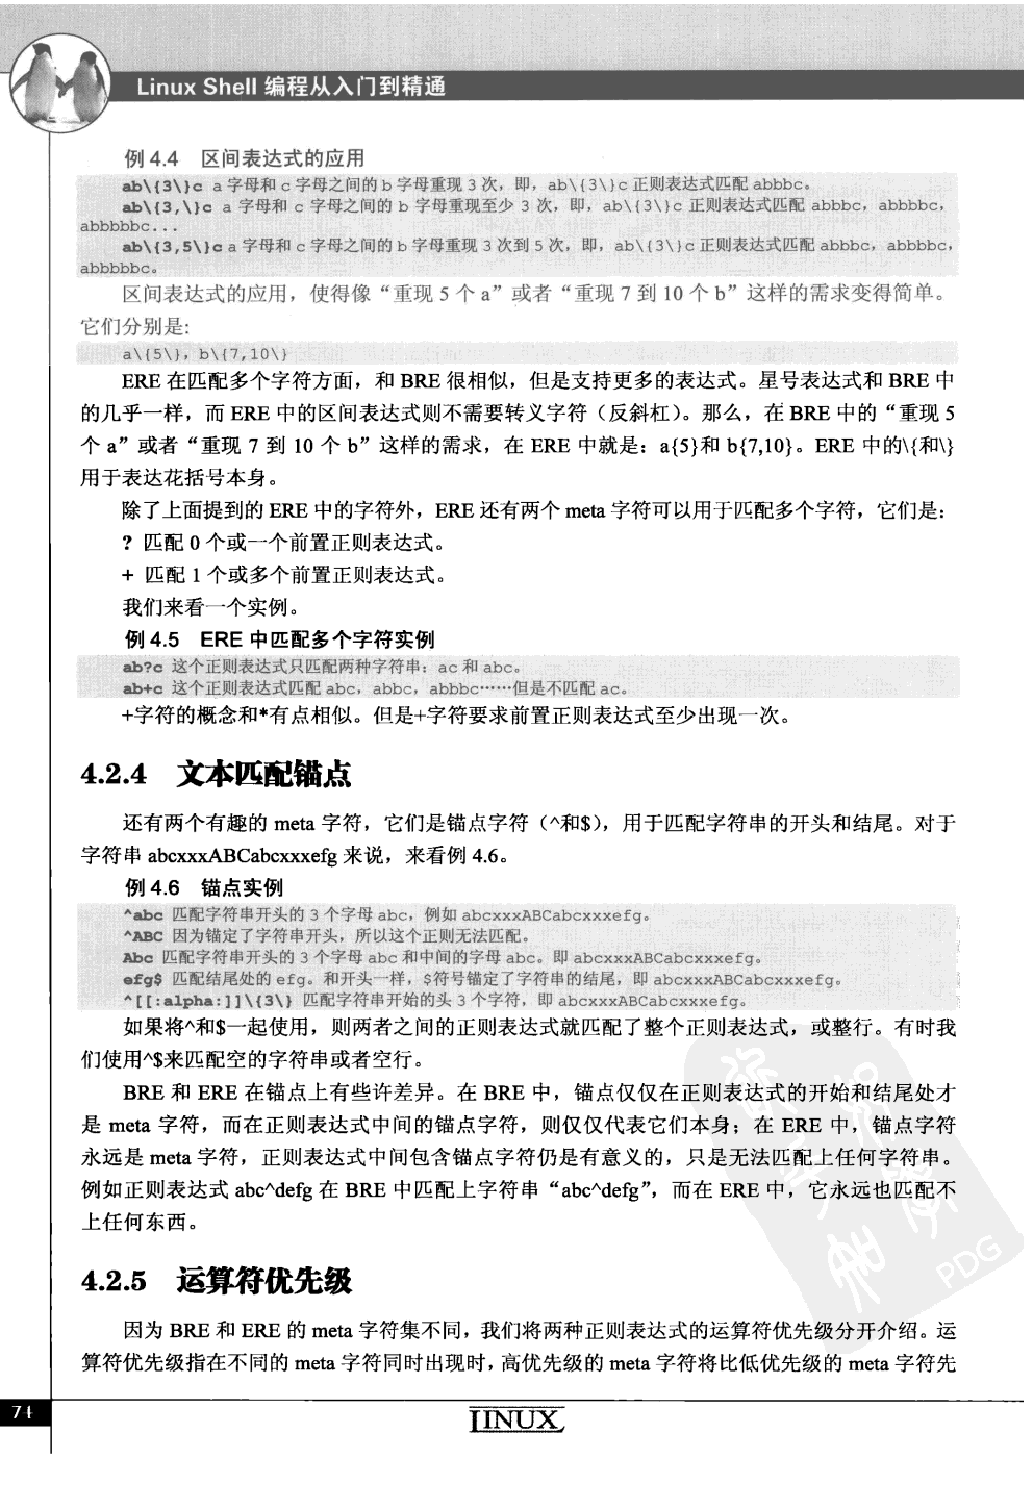 Linux Shell 编程从入门到精通
例 4.4 区间表达式的应用
ab\{3\}c a 字母和 c 字母之间的 b 字母重现 3 次，即，ab\{3\}c 正则表达式匹配 abbbc。
ab\{3,\}c a 字母和 c 字母之间的 b 字母重现至少 3 次，即，ab\{3\}c 正则表达式匹配 abbbc，abbbbc，
abbbbbc...
ab\{3,5\}c a 字母和 c 字母之间的 b 字母重现 3 次到 5 次。即，ab\{3\}c 正则表达式匹配 abbbc，abbbbc，
abbbbbc。
区间表达式的应用，使得像“重现 5 个 a”或者“重现 7 到 10 个 b”这样的需求变得简单。
它们分别是:
a\{5\}，b\{7,10\}
ERE 在匹配多个字符方面，和 BRE 很相似，但是支持更多的表达式。星号表达式和 BRE 中
的几乎一样，而 ERE 中的区间表达式则不需要转义字符（反斜杠）。那么，在 BRE 中的“重现 5
个 a”或者“重现 7 到 10 个 b”这样的需求，在 ERE 中就是：a{5}和 b{7,10}。ERE 中的\{和\}
用于表达花括号本身。
除了上面提到的 ERE 中的字符外，ERE 还有两个 meta 字符可以用于匹配多个字符，它们是：
? 匹配 0 个或一个前置正则表达式。
+ 匹配 1 个或多个前置正则表达式。
我们来看一个实例。
例 4.5 ERE 中匹配多个字符实例
ab?c 这个正则表达式只匹配两种字符串：ac 和 abc。
ab+c 这个正则表达式匹配 abc，abbc，abbbc……但是不匹配 ac。
+字符的概念和*有点相似。但是+字符要求前置正则表达式至少出现一次。
4.2.4 文本匹配锚点
还有两个有趣的 meta 字符，它们是锚点字符（^和$），用于匹配字符串的开头和结尾。对于
字符串 abcxxxABCabcxxxefg 来说，来看例 4.6。
例 4.6 锚点实例
^abc 匹配字符串开头的 3 个字母 abc，例如 abcxxxABCabcxxxefg。
^ABC 因为锚定了字符串开头，所以这个正则无法匹配。
Abc 匹配字符串开头的 3 个字母 abc 和中间的字母 abc。即 abcxxxABCabcxxxefg。
efg$ 匹配结尾处的 efg。和开头一样，$符号锚定了字符串的结尾，即 abcxxxABCabcxxxefg。
^[[:alpha:]]\{3\} 匹配字符串开始的头 3 个字符，即 abcxxxABCabcxxxefg。
如果将^和$一起使用，则两者之间的正则表达式就匹配了整个正则表达式，或整行。有时我
们使用^$来匹配空的字符串或者空行。
BRE 和 ERE 在锚点上有些许差异。在 BRE 中，锚点仅仅在正则表达式的开始和结尾处才
是 meta 字符，而在正则表达式中间的锚点字符，则仅仅代表它们本身；在 ERE 中，锚点字符
永远是 meta 字符，正则表达式中间包含锚点字符仍是有意义的，只是无法匹配上任何字符串。
例如正则表达式 abc^defg 在 BRE 中匹配上字符串“abc^defg”，而在 ERE 中，它永远也匹配不
上任何东西。
PDG
4.2.5 运算符优先级
因为 BRE 和 ERE 的 meta 字符集不同，我们将两种正则表达式的运算符优先级分开介绍。运
算符优先级指在不同的 meta 字符同时出现时，高优先级的 meta 字符将比低优先级的 meta 字符先
74
LINUX